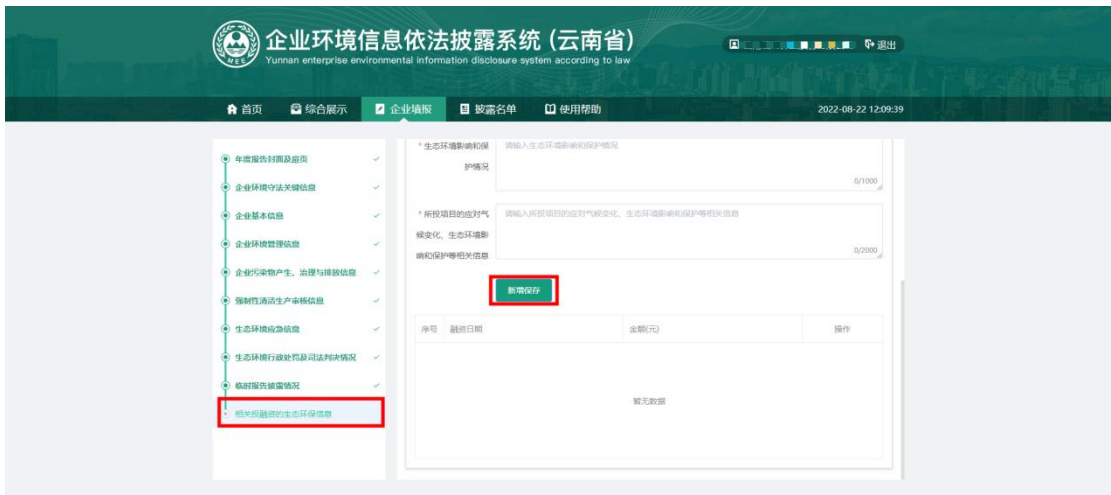 企业环境信息依法披露系统 (云南省)
Yunnan enterprise environmental information disclosure system according to law
MEE
退出
首页 综合展示 企业填报 披露名单 使用帮助 2022-08-22 12:09:39
年度报告封面及扉页
企业环境守法关键信息
企业基本信息
企业环境管理信息
企业污染物产生、治理与排放信息
强制性清洁生产审核信息
生态环境应急信息
生态环境行政处罚及司法判决情况
临时报告披露情况
相关投融资的生态环保信息
* 生态环境影响和保
护情况
请输入生态环境影响和保护情况
0/1000
* 所投项目的应对气
候变化、生态环境影
响和保护等相关信息
请输入所投项目的应对气候变化、生态环境影响和保护等相关信息
0/2000
新增保存
序号 融资日期 金额(元) 操作
暂无数据